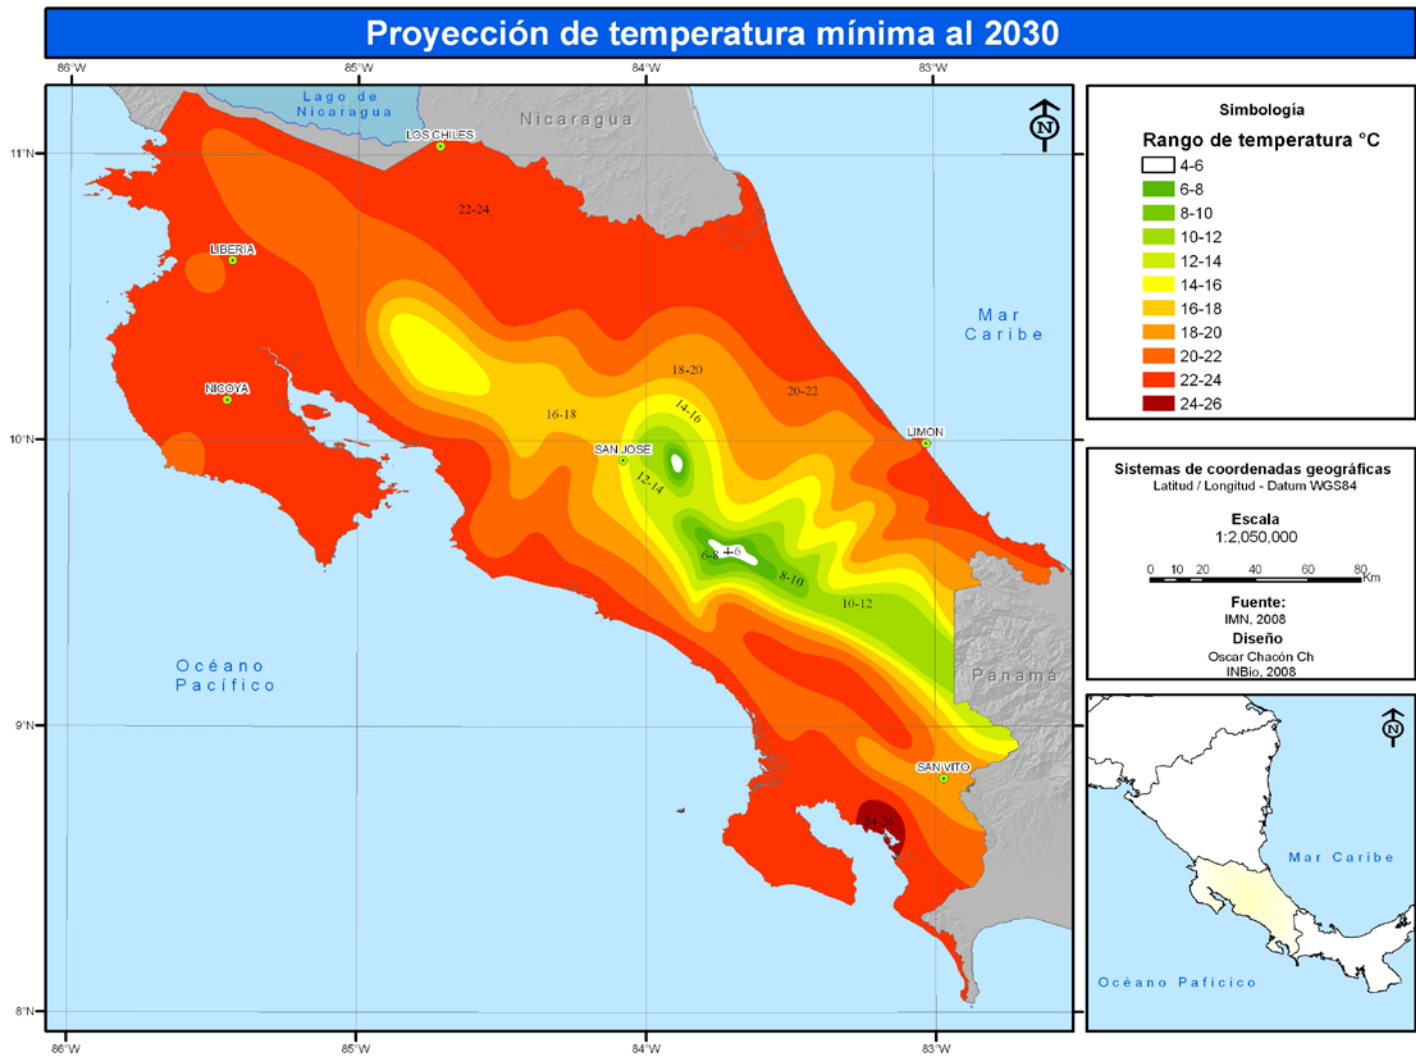 Proyección de temperatura mínima al 2030
86°W
85°W
84°W
83°W
11°N
10°N
9°N
8°N
Lago de
Nicaragua
Nicaragua
LOS CHILES
22-24
LIBERIA
Mar
Caribe
NICOYA
18-20
20-22
14-16
16-18
LIMON
SAN JOSE
12-14
6-8
4-6
8-10
10-12
Océano
Pacífico
Panamá
SAN VITO
24-26
86°W
85°W
84°W
83°W
Simbología
Rango de temperatura °C
4-6
6-8
8-10
10-12
12-14
14-16
16-18
18-20
20-22
22-24
24-26
Sistemas de coordenadas geográficas
Latitud / Longitud - Datum WGS84
Escala
1:2,050,000
0 10 20 40 60 80
Km
Fuente:
IMN, 2008
Diseño
Oscar Chacón Ch
INBio, 2008
N
N
Mar Caribe
Océano Paficico